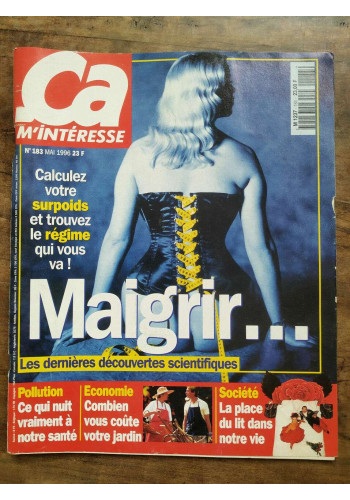 Ça
M'INTÉRESSE
N° 183 MAI 1996 23 F
Calculez
votre
surpoids
et trouvez
le régime
qui vous
va !
Maigrir...
Les dernières découvertes scientifiques
Pollution
Ce qui nuit
vraiment à
notre santé
Economie
Combien
vous coûte
votre jardin
Société
La place
du lit dans
notre vie